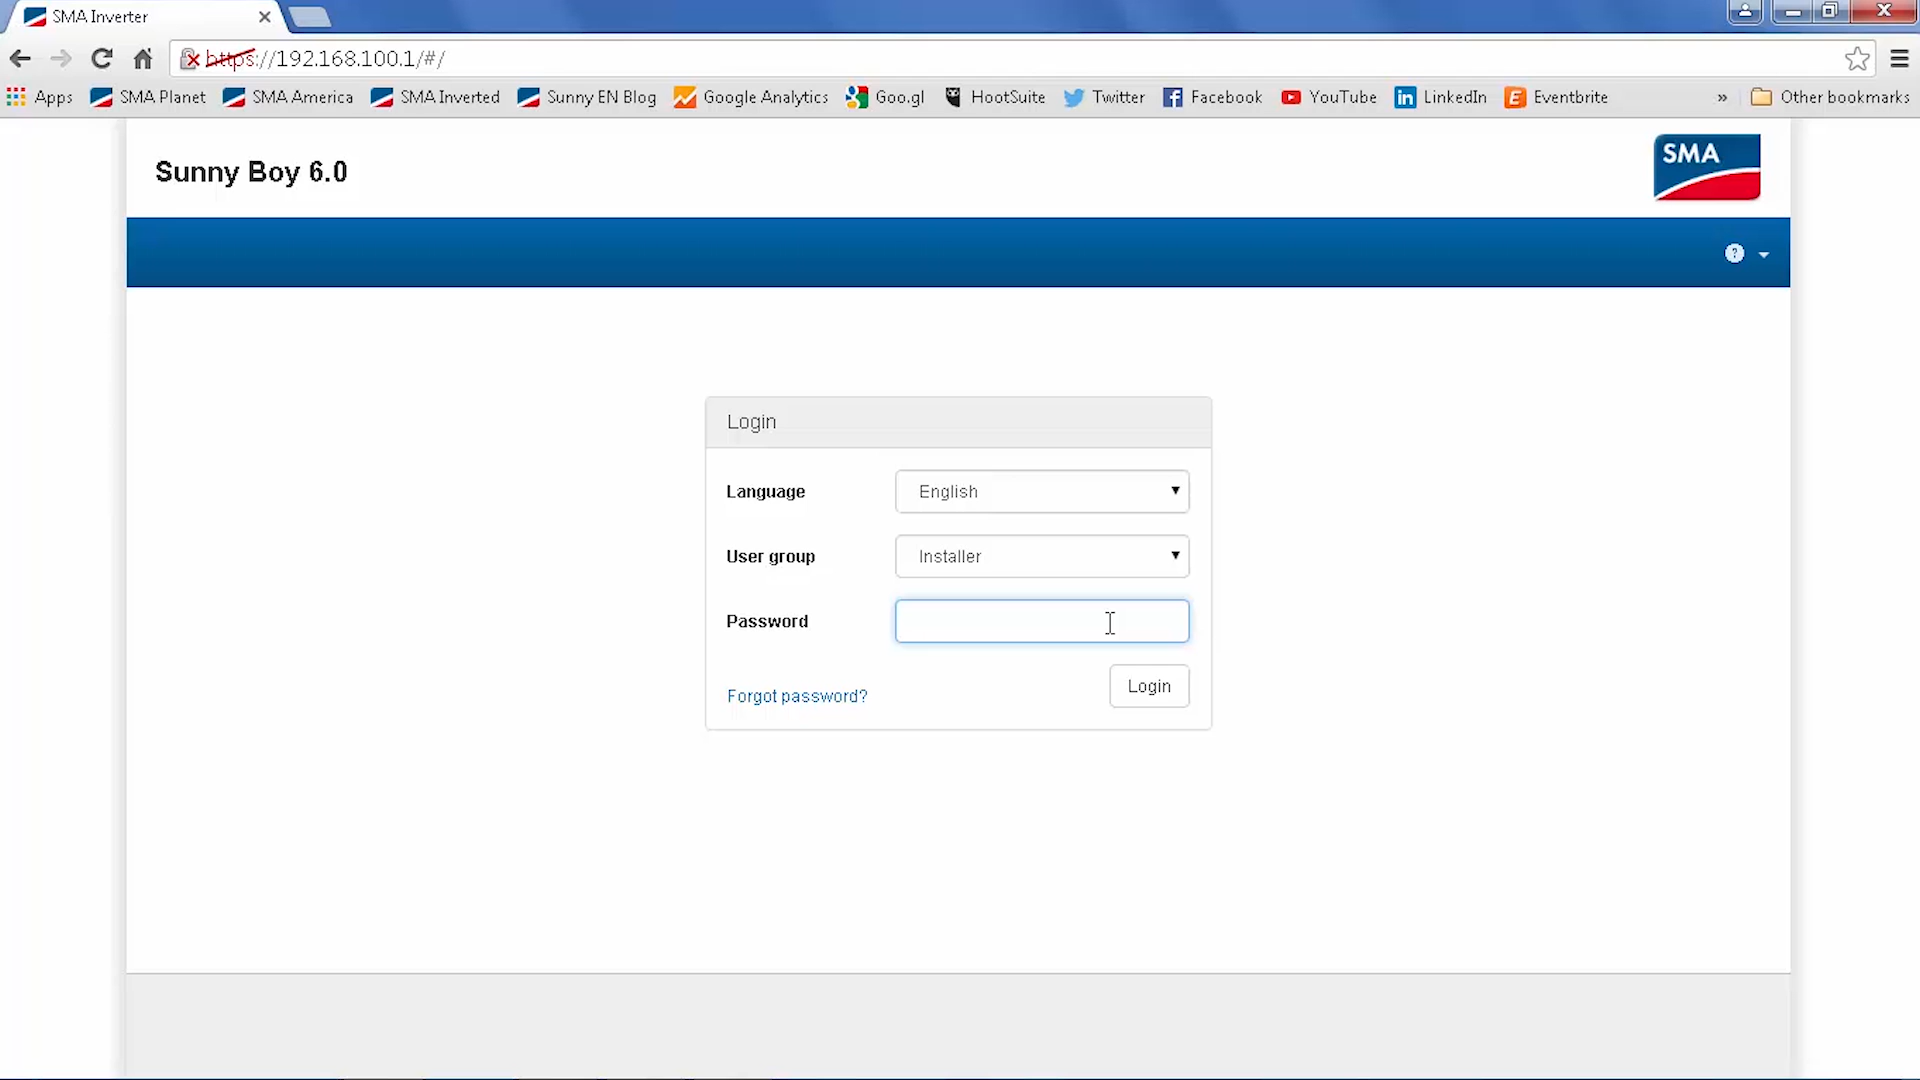 SMA Inverter
https://192.168.100.1/#/
Apps SMA Planet SMA America SMA Inverted Sunny EN Blog Google Analytics Goo.gl HootSuite Twitter Facebook YouTube LinkedIn Eventbrite » Other bookmarks
Sunny Boy 6.0
SMA
?
Login
Language English
User group Installer
Password
Forgot password? Login